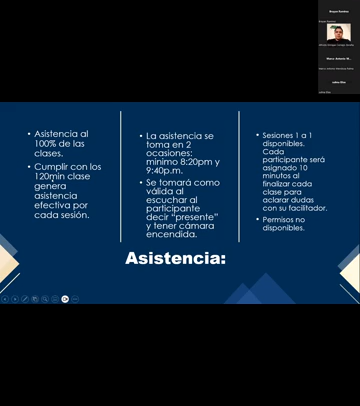 Brayan Ramirez
• Asistencia al
100% de las
clases.
• Cumplir con los
120min clase
genera
asistencia
efectiva por
cada sesión.
• La asistencia se
toma en 2
ocasiones:
minimo 8:20pm y
9:40p.m.
• Se tomará como
válida al
escuchar al
participante
decir “presente”
y tener cámara
encendida.
• Sesiones 1 a 1
disponibles.
Cada
participante será
asignado 10
minutos al
finalizar cada
clase para
aclarar dudas
con su facilitador.
• Permisos no
disponibles.
Asistencia: